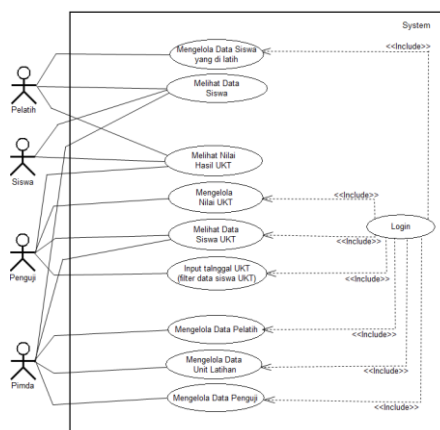 System
Mengelola Data Siswa
yang di latih
<<Include>>
Pelatih
Melihat Data
Siswa
Siswa
Melihat Nilai
Hasil UKT
Mengelola
Nilai UKT
<<Include>>
Login
Penguji
Melihat Data
Siswa UKT
<<Include>>
Input talnggal UKT
(filter data siswa UKT)
<<Include>>
Pimda
Mengelola Data Pelatih
<<Include>>
Mengelola Data
Unit Latihan
<<Include>>
Mengelola Data Penguji
<<Include>>